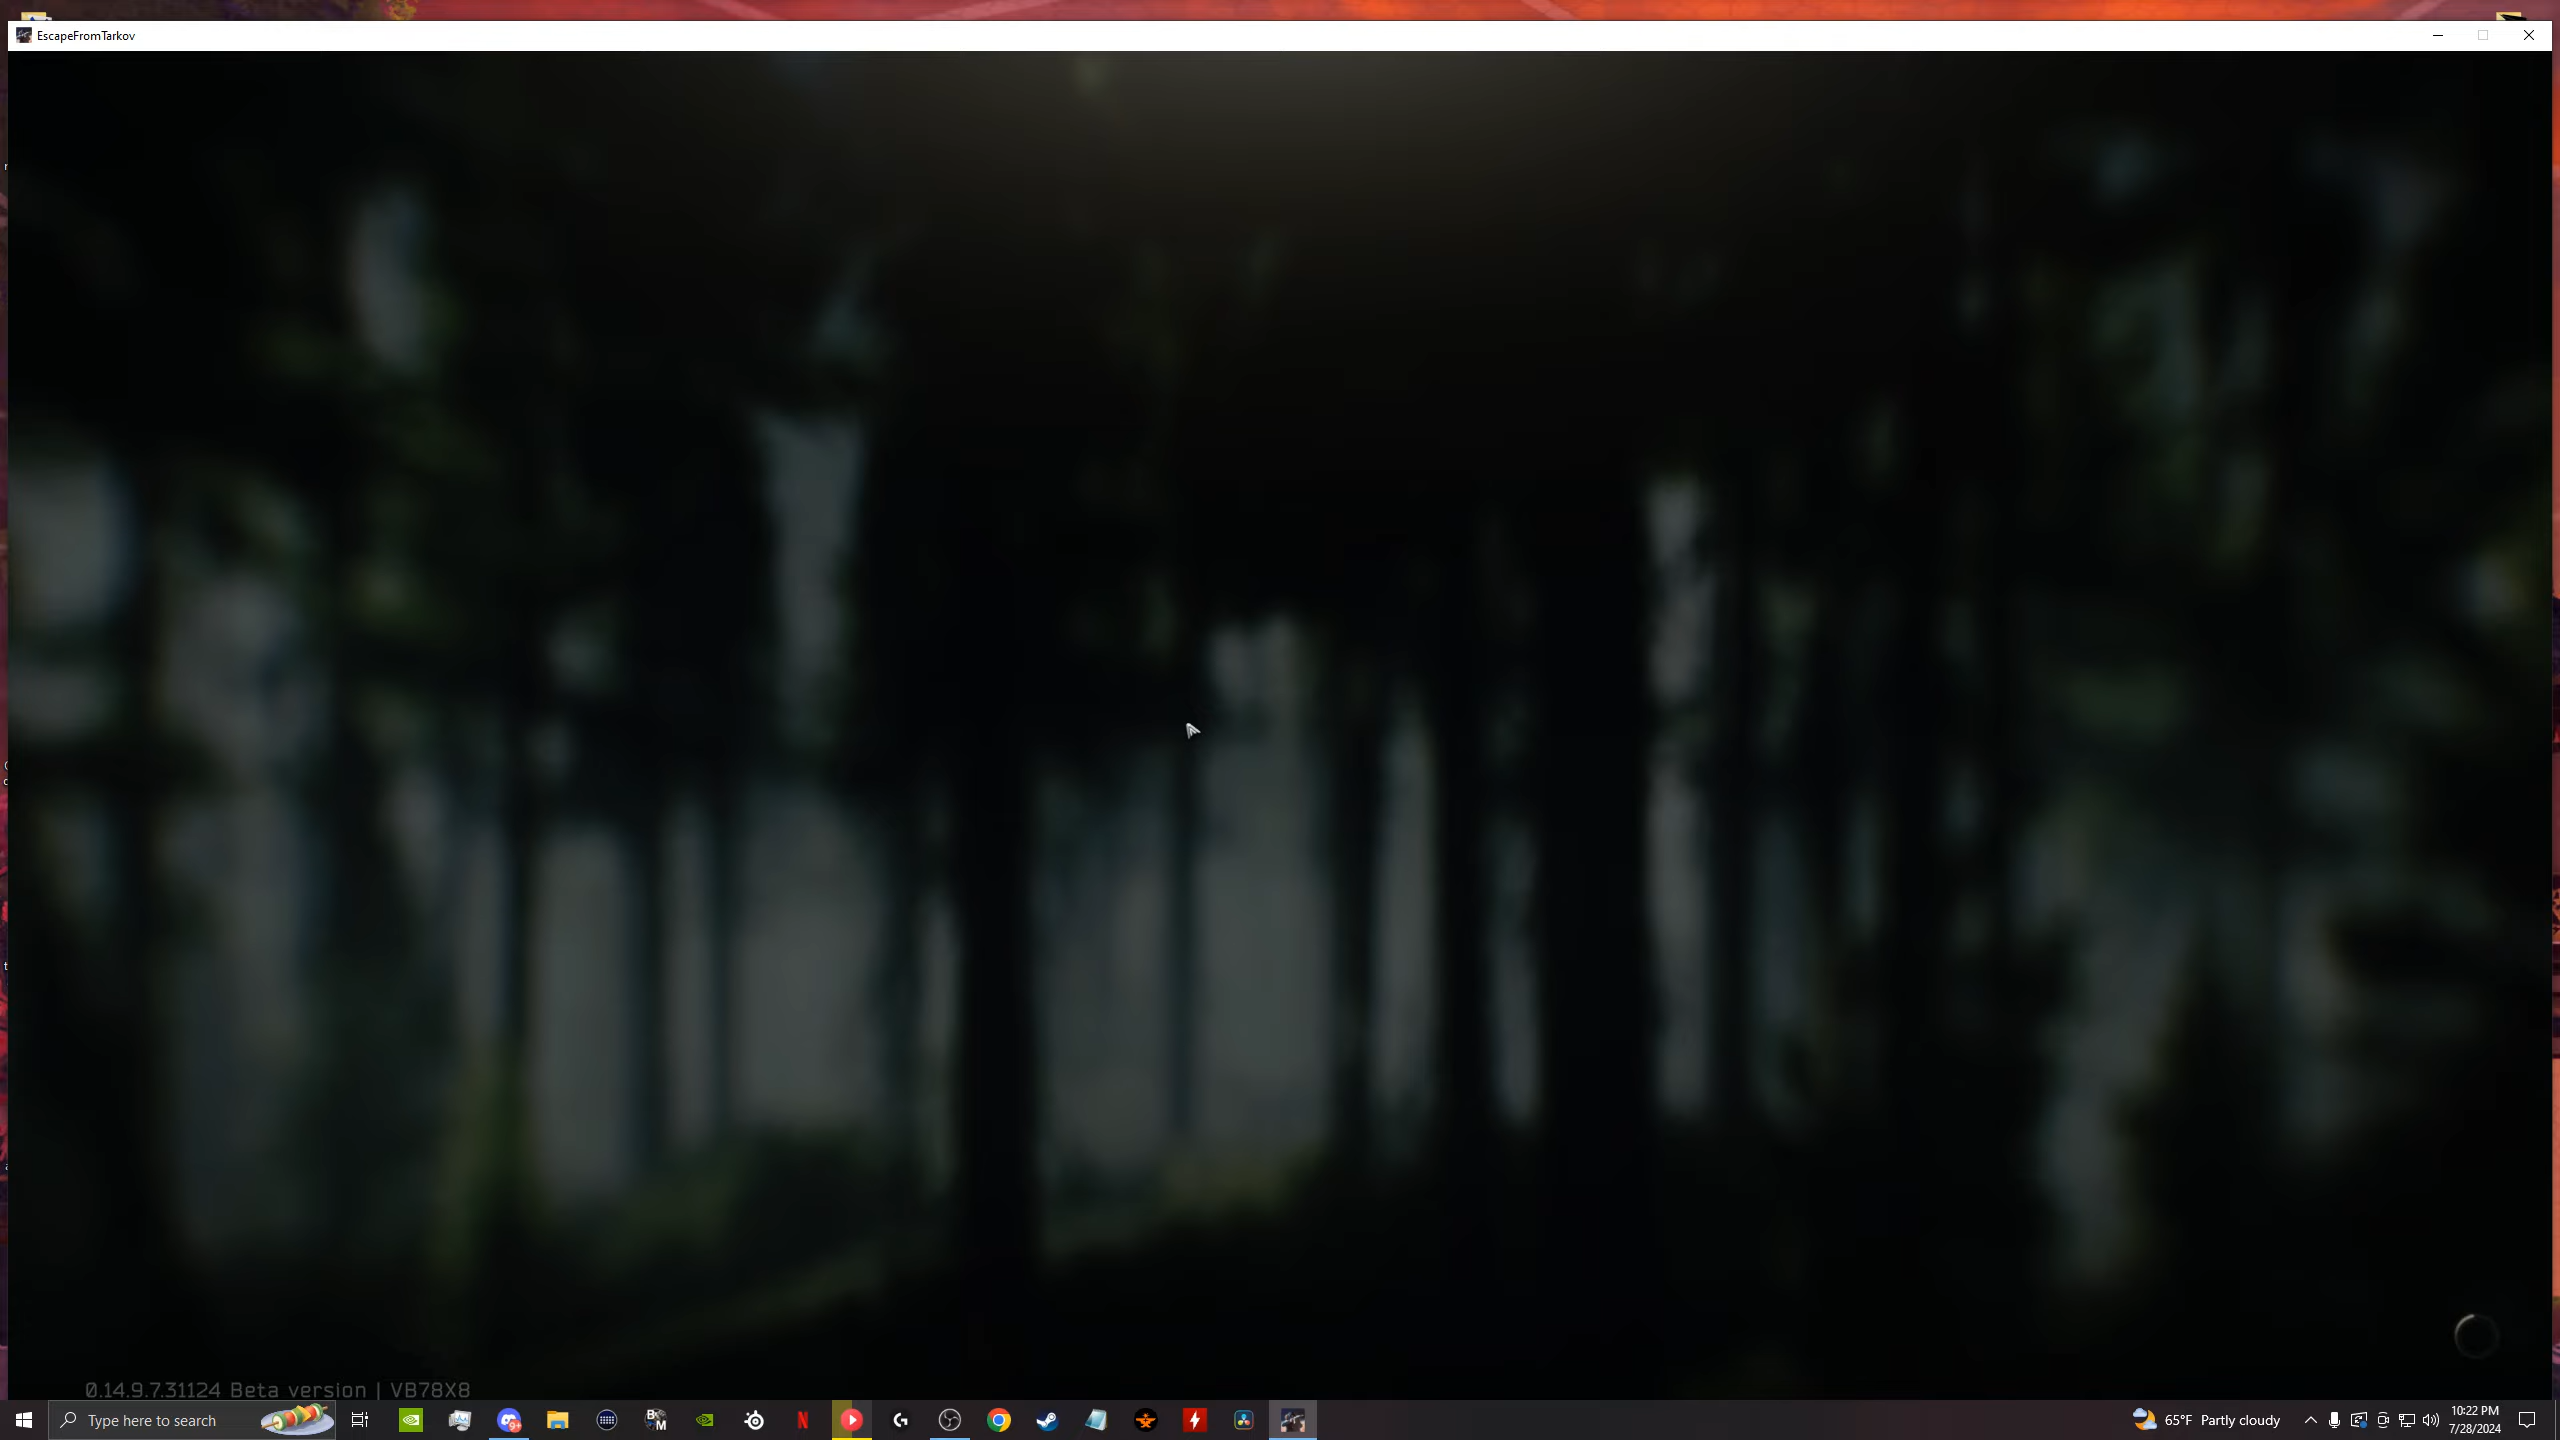 EscapeFromTarkov
0.14.9.7.31124 Beta version | VB78X8
Type here to search
65°F Partly cloudy
10:22 PM
7/28/2024